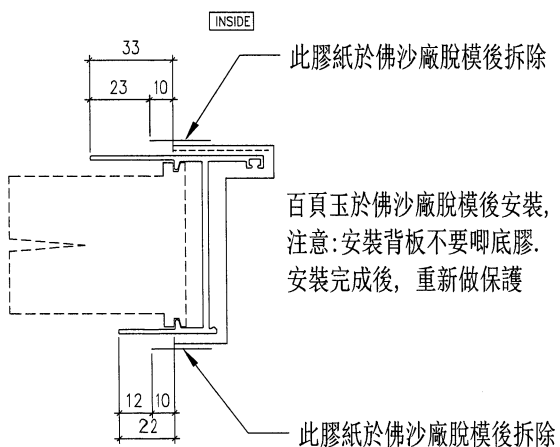 INSIDE
33
此膠紙於佛沙廠脫模後拆除
23 10
百頁玉於佛沙廠脫模後安裝,
注意:安裝背板不要唧底膠.
安裝完成後, 重新做保護
12 10
22
此膠紙於佛沙廠脫模後拆除